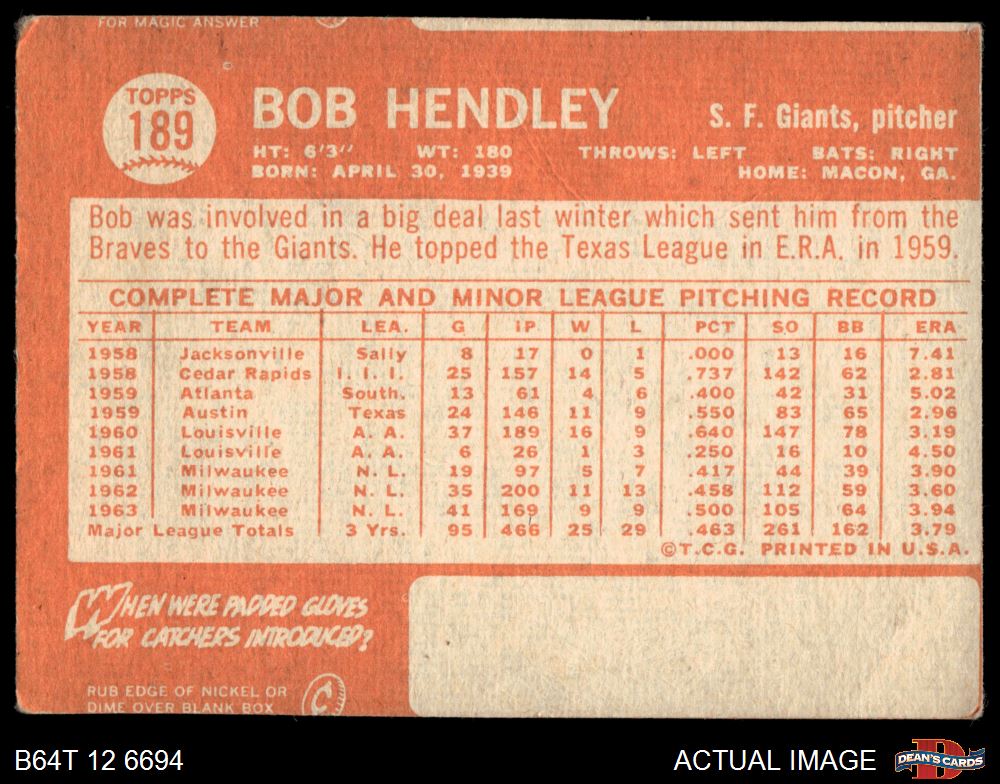 FOR MAGIC ANSWER
TOPPS
189
BOB HENDLEY
S. F. Giants, pitcher
HT: 6'3" WT: 180 THROWS: LEFT BATS: RIGHT
BORN: APRIL 30, 1939 HOME: MACON, GA.
Bob was involved in a big deal last winter which sent him from the
Braves to the Giants. He topped the Texas League in E.R.A. in 1959.
COMPLETE MAJOR AND MINOR LEAGUE PITCHING RECORD
YEAR TEAM LEA. G IP W L PCT SO BB ERA
1958 Jacksonville Sally 8 17 0 1 .000 13 16 7.41
1958 Cedar Rapids I. I. I. 25 157 14 5 .737 142 62 2.81
1959 Atlanta South. 13 61 4 6 .400 42 31 5.02
1959 Austin Texas 24 146 11 9 .550 83 65 2.96
1960 Louisville A. A. 37 189 16 9 .640 147 78 3.19
1961 Louisville A. A. 6 26 1 3 .250 16 10 4.50
1961 Milwaukee N. L. 19 97 5 7 .417 44 39 3.90
1962 Milwaukee N. L. 35 200 11 13 .458 112 59 3.60
1963 Milwaukee N. L. 41 169 9 9 .500 105 64 3.94
Major League Totals 3 Yrs. 95 466 25 29 .463 261 162 3.79
©T.C.G. PRINTED IN U.S.A.
WHEN WERE PADDED GLOVES
FOR CATCHERS INTRODUCED?
RUB EDGE OF NICKEL OR
DIME OVER BLANK BOX
C
B64T 12 6694
ACTUAL IMAGE
D
DEAN'S CARDS